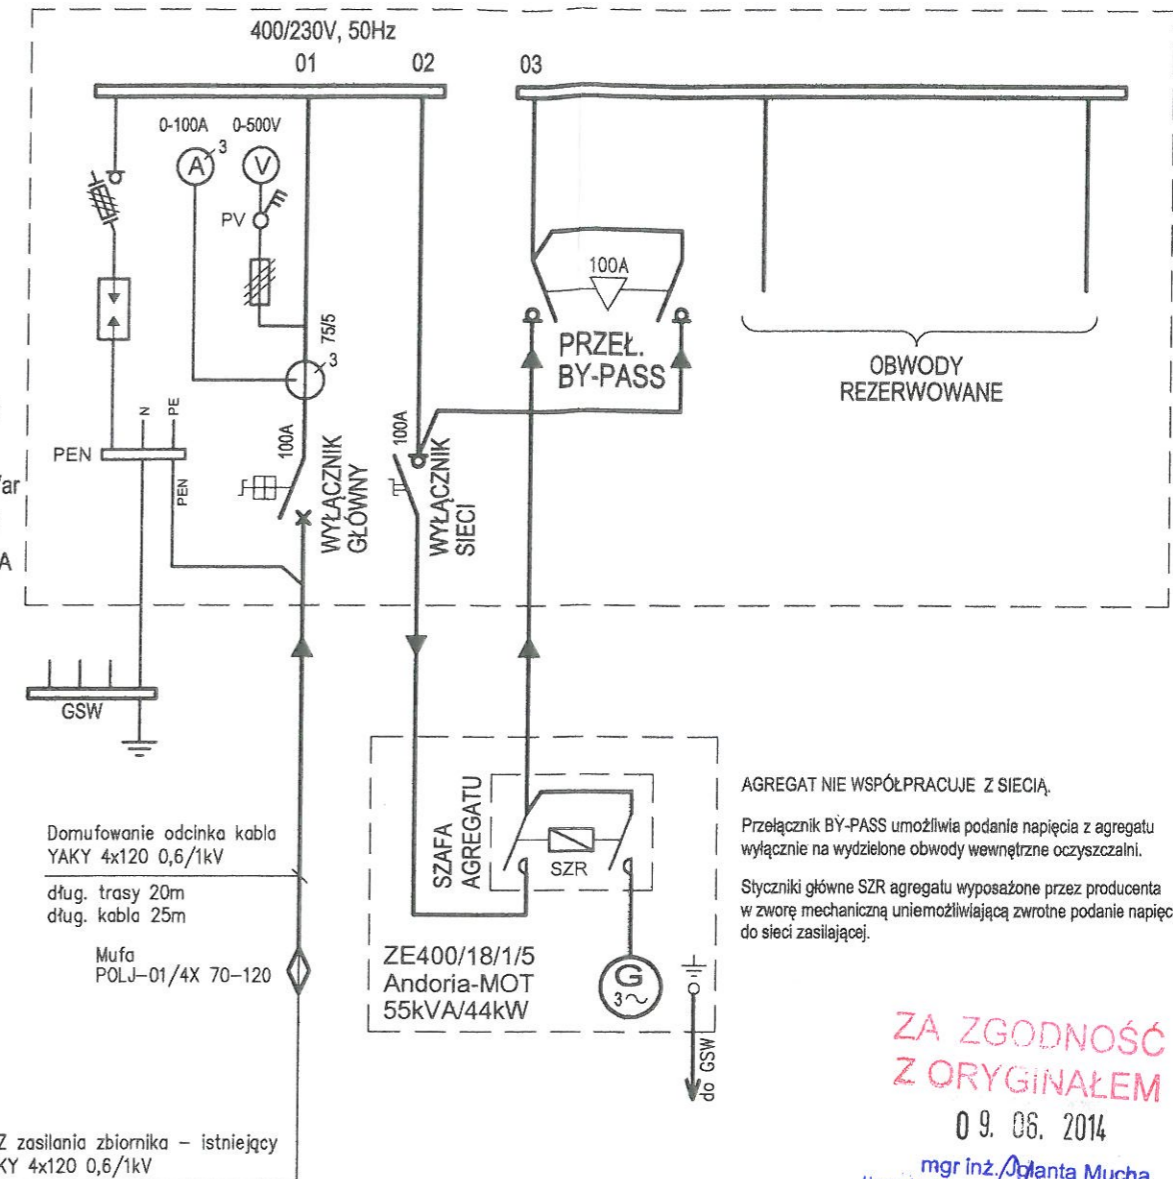 400/230V, 50Hz
01
02
03
0-100A
0-500V
3
A
V
PV
75/5
3
100A
PRZEŁ.
BY-PASS
OBWODY
REZERWOWANE
N
PE
PEN
PEN
100A
WYŁĄCZNIK
GŁÓWNY
100A
WYŁĄCZNIK
SIECI
ar
A
GSW
Domufowanie odcinka kabla
YAKY 4x120 0,6/1kV
dług. trasy 20m
dług. kabla 25m
Mufa
POLJ-01/4X 70-120
SZAFA
AGREGATU
SZR
ZE400/18/1/5
Andoria-MOT
55kVA/44kW
G
3~
do GSW
AGREGAT NIE WSPÓŁPRACUJE Z SIECIĄ.
Przełącznik BY-PASS umożliwia podanie napięcia z agregatu
wyłącznie na wydzielone obwody wewnętrzne oczyszczalni.
Styczniki główne SZR agregatu wyposażone przez producenta
w zworę mechaniczną uniemożliwiającą zwrotne podanie napięc
do sieci zasilającej.
ZA ZGODNOŚĆ
Z ORYGINAŁEM
09. 06. 2014
mgr inż. Jolanta Mucha
Z zasilania zbiornika – istniejący
KY 4x120 0,6/1kV